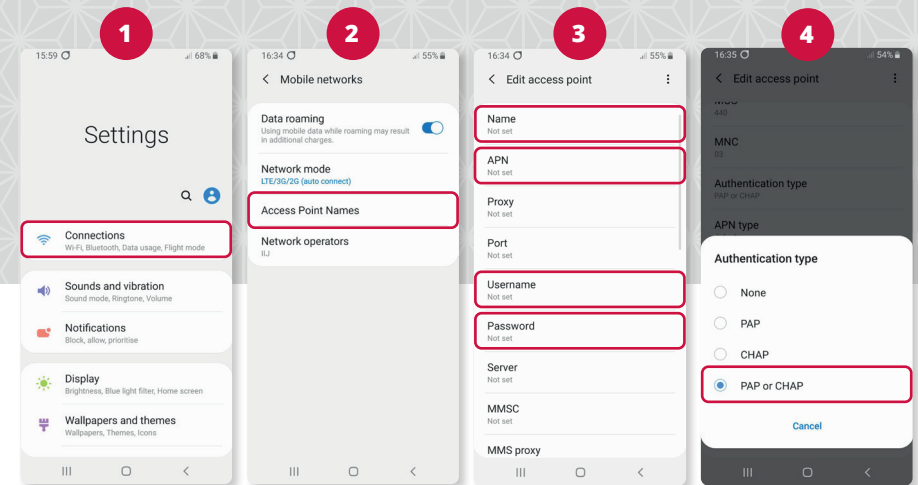 1
15:59
68%
Settings
Connections
Wi-Fi, Bluetooth, Data usage, Flight mode
Sounds and vibration
Sound mode, Ringtone, Volume
Notifications
Block, allow, prioritise
Display
Brightness, Blue light filter, Home screen
Wallpapers and themes
Wallpapers, Themes, Icons
2
16:34
55%
Mobile networks
Data roaming
Using mobile data while roaming may result
in additional charges.
Network mode
LTE/3G/2G (auto connect)
Access Point Names
Network operators
IIJ
3
16:34
55%
Edit access point
Name
Not set
APN
Not set
Proxy
Not set
Port
Not set
Username
Not set
Password
Not set
Server
Not set
MMSC
Not set
MMS proxy
4
16:35
54%
Edit access point
440
MNC
03
Authentication type
PAP or CHAP
APN type
Authentication type
None
PAP
CHAP
PAP or CHAP
Cancel